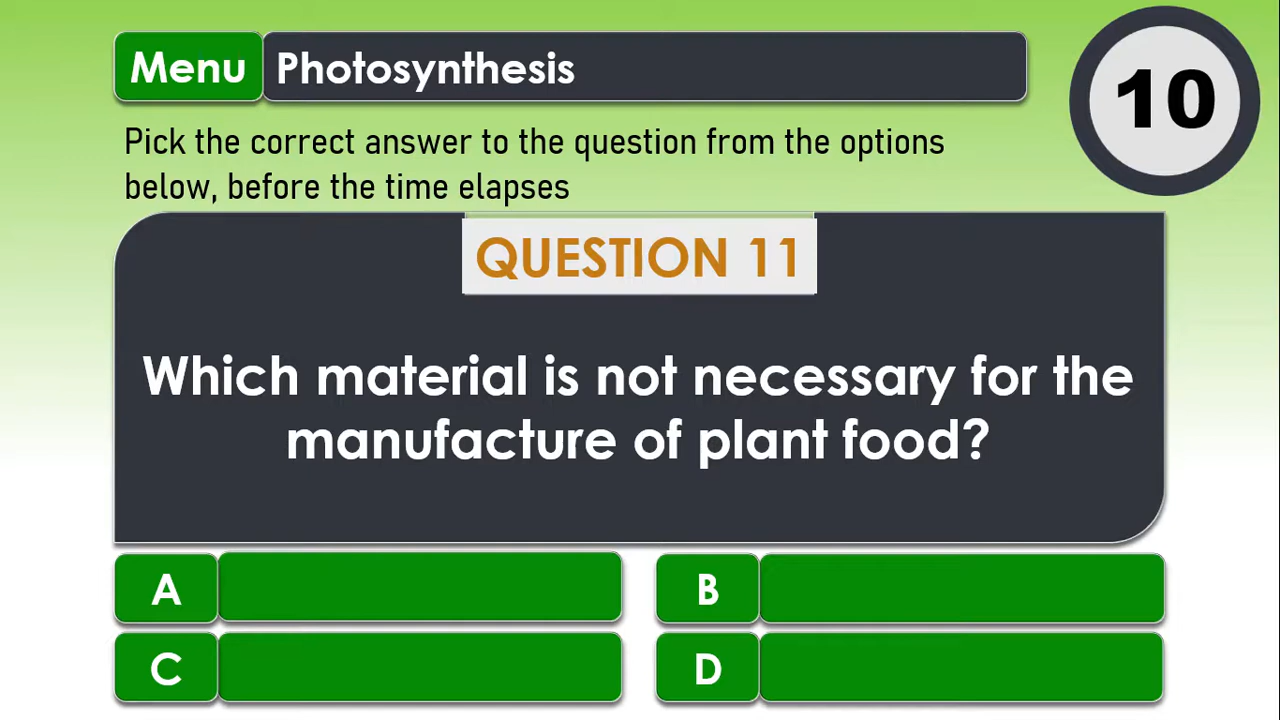 Menu Photosynthesis
10
Pick the correct answer to the question from the options
below, before the time elapses
QUESTION 11
Which material is not necessary for the
manufacture of plant food?
A
B
C
D